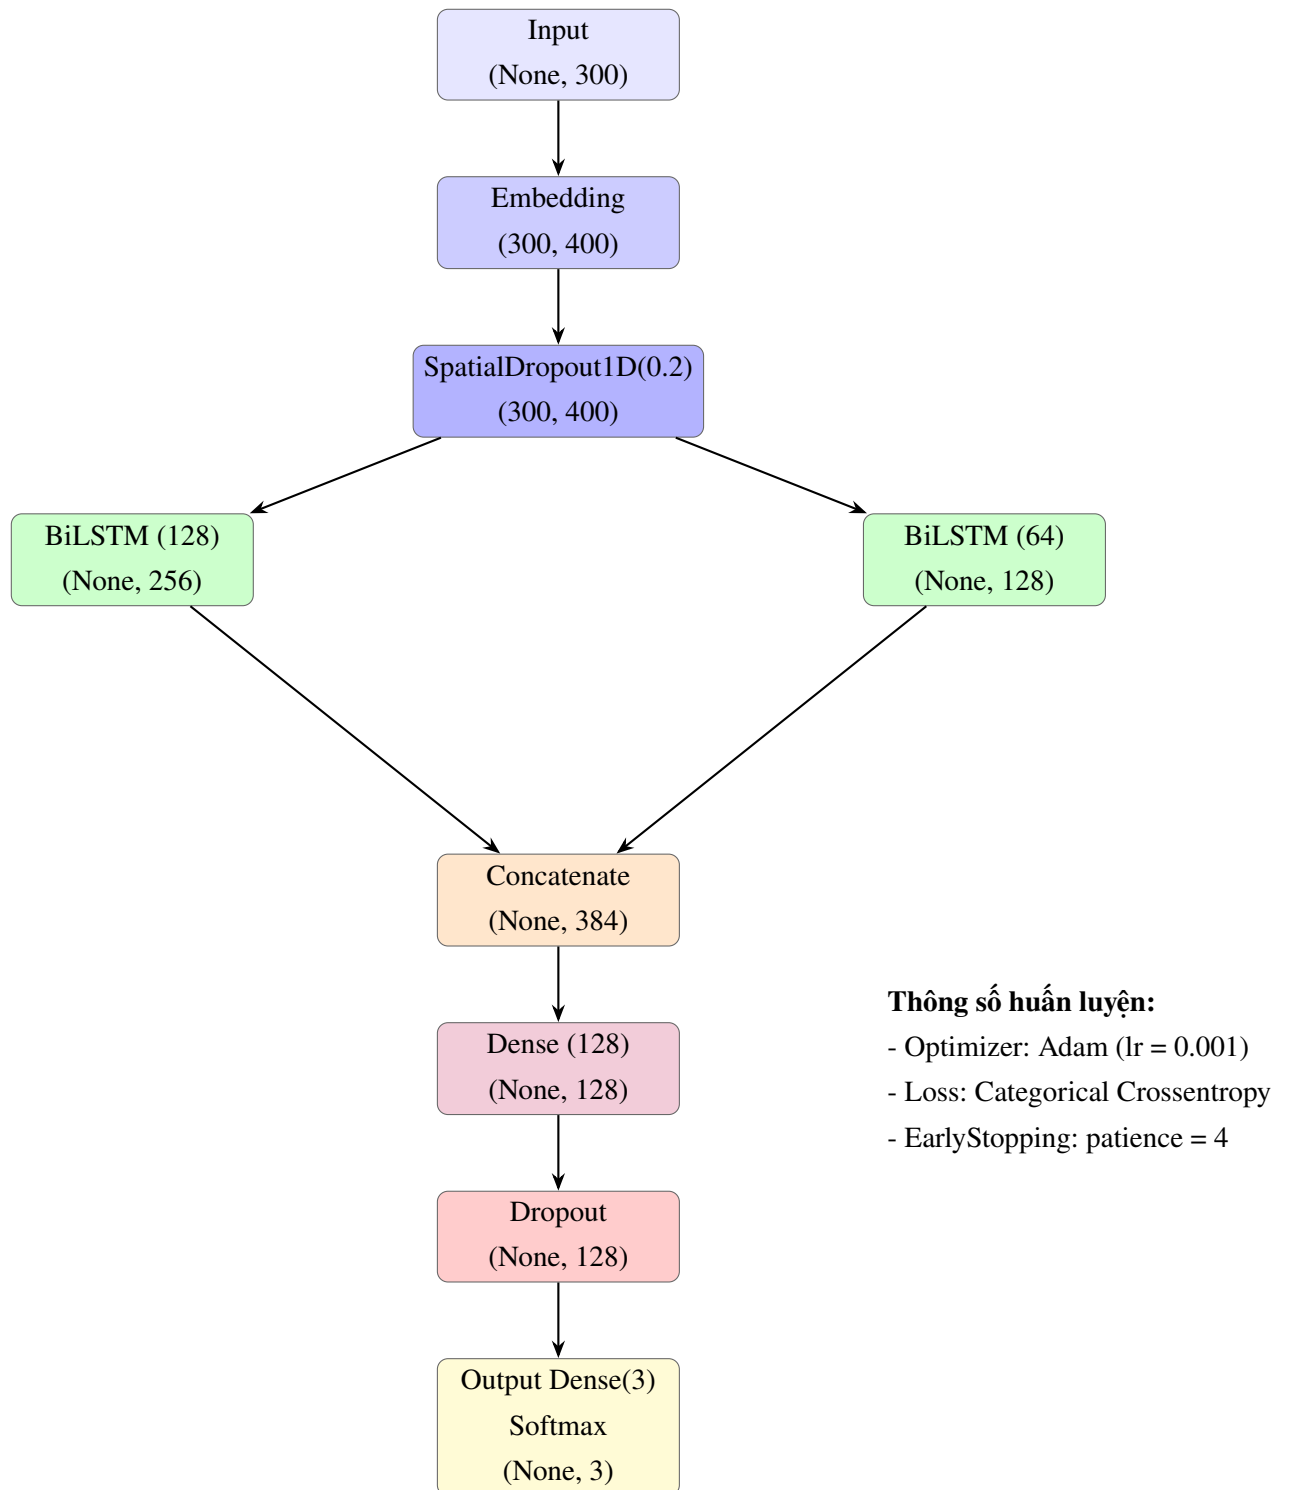 Input
(None, 300)
Embedding
(300, 400)
SpatialDropout1D(0.2)
(300, 400)
BiLSTM (128)
(None, 256)
BiLSTM (64)
(None, 128)
Concatenate
(None, 384)
Dense (128)
(None, 128)
Dropout
(None, 128)
Output Dense(3)
Softmax
(None, 3)
Thông số huấn luyện:
- Optimizer: Adam (lr = 0.001)
- Loss: Categorical Crossentropy
- EarlyStopping: patience = 4